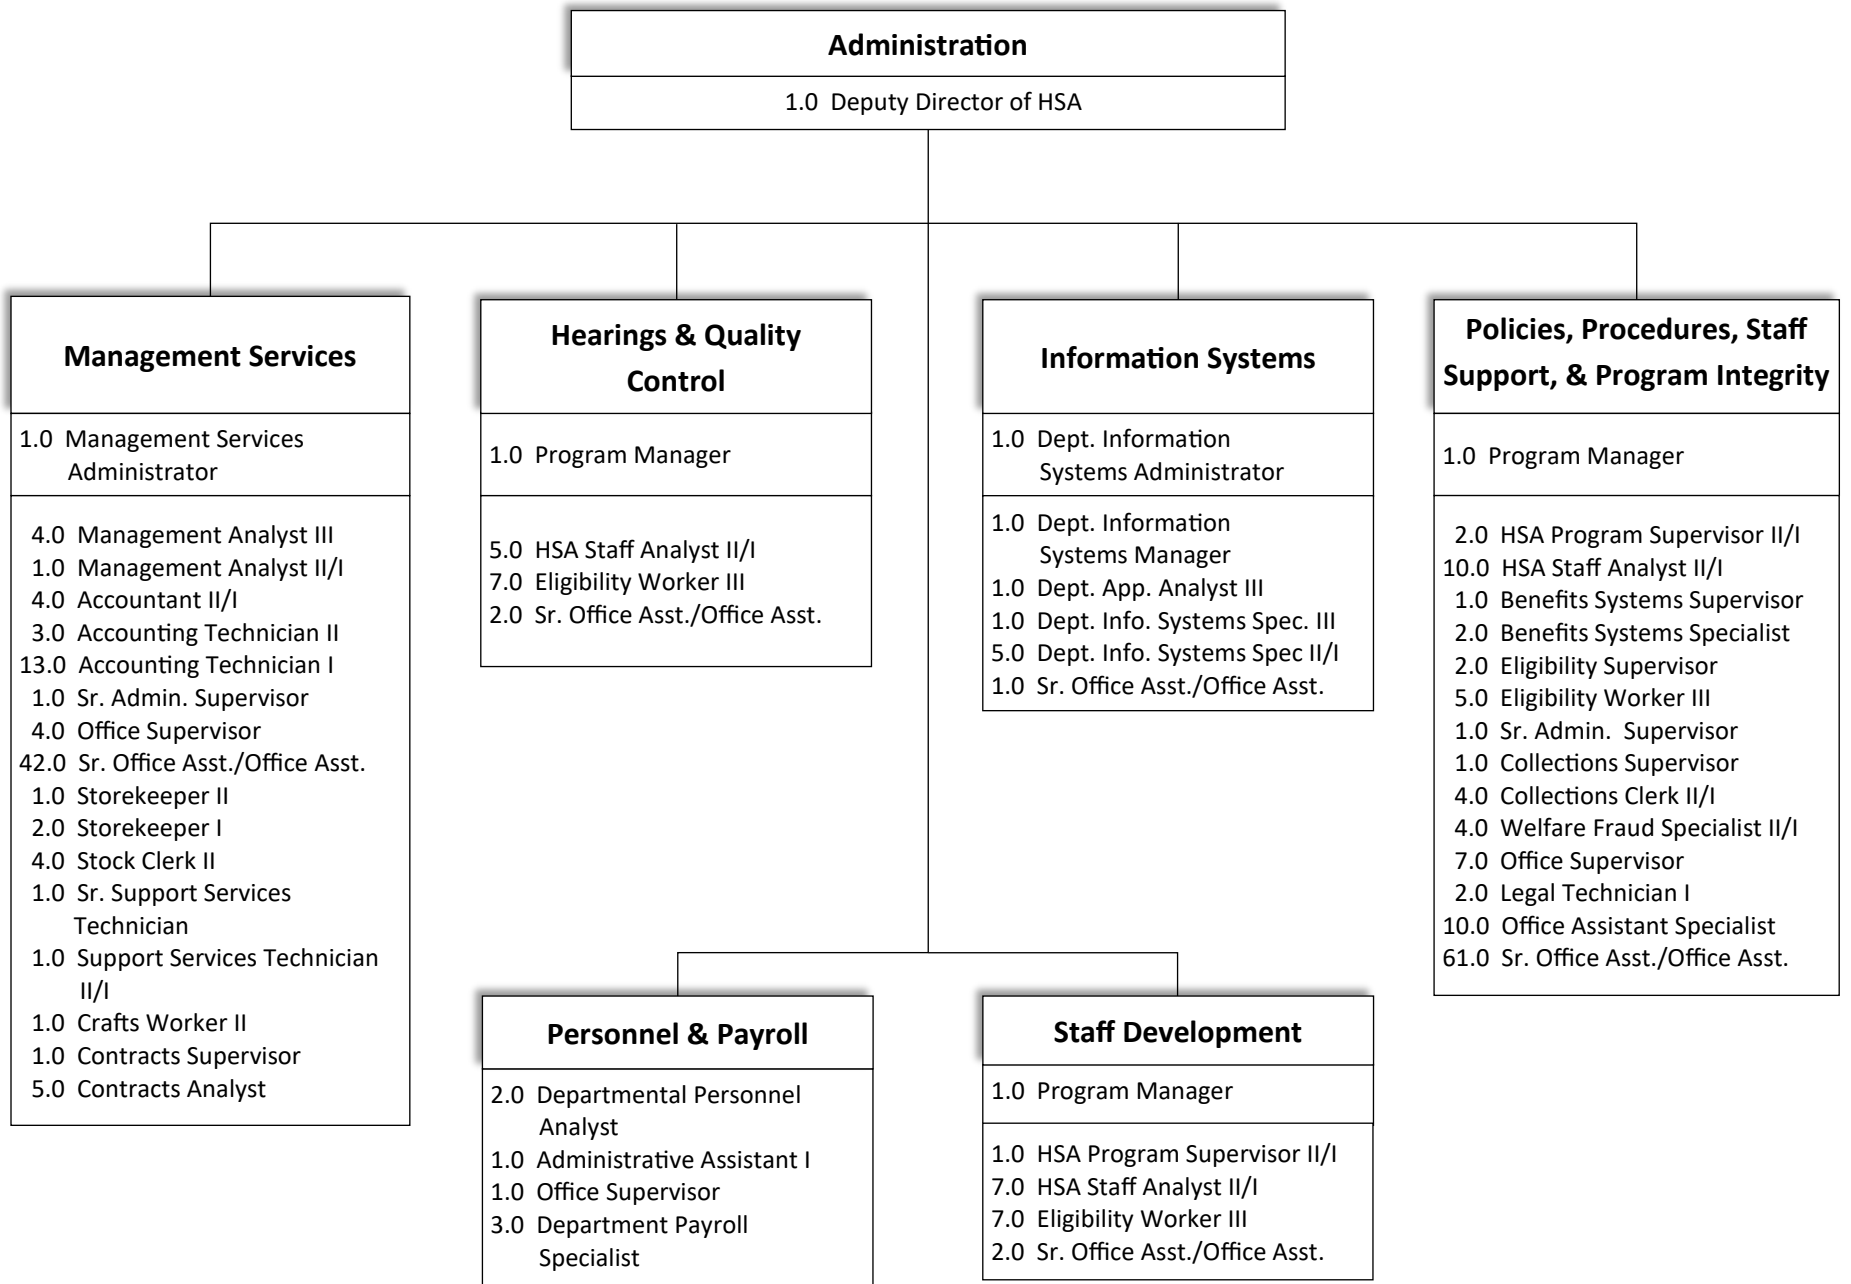 Administration
1.0 Deputy Director of HSA
Management Services
1.0 Management Services
Administrator
4.0 Management Analyst III
1.0 Management Analyst II/I
4.0 Accountant II/I
3.0 Accounting Technician II
13.0 Accounting Technician I
1.0 Sr. Admin. Supervisor
4.0 Office Supervisor
42.0 Sr. Office Asst./Office Asst.
1.0 Storekeeper II
2.0 Storekeeper I
4.0 Stock Clerk II
1.0 Sr. Support Services
Technician
1.0 Support Services Technician
II/I
1.0 Crafts Worker II
1.0 Contracts Supervisor
5.0 Contracts Analyst
Hearings & Quality
Control
1.0 Program Manager
5.0 HSA Staff Analyst II/I
7.0 Eligibility Worker III
2.0 Sr. Office Asst./Office Asst.
Information Systems
1.0 Dept. Information
Systems Administrator
1.0 Dept. Information
Systems Manager
1.0 Dept. App. Analyst III
1.0 Dept. Info. Systems Spec. III
5.0 Dept. Info. Systems Spec II/I
1.0 Sr. Office Asst./Office Asst.
Policies, Procedures, Staff
Support, & Program Integrity
1.0 Program Manager
2.0 HSA Program Supervisor II/I
10.0 HSA Staff Analyst II/I
1.0 Benefits Systems Supervisor
2.0 Benefits Systems Specialist
2.0 Eligibility Supervisor
5.0 Eligibility Worker III
1.0 Sr. Admin. Supervisor
1.0 Collections Supervisor
4.0 Collections Clerk II/I
4.0 Welfare Fraud Specialist II/I
7.0 Office Supervisor
2.0 Legal Technician I
10.0 Office Assistant Specialist
61.0 Sr. Office Asst./Office Asst.
Personnel & Payroll
2.0 Departmental Personnel
Analyst
1.0 Administrative Assistant I
1.0 Office Supervisor
3.0 Department Payroll
Specialist
Staff Development
1.0 Program Manager
1.0 HSA Program Supervisor II/I
7.0 HSA Staff Analyst II/I
7.0 Eligibility Worker III
2.0 Sr. Office Asst./Office Asst.